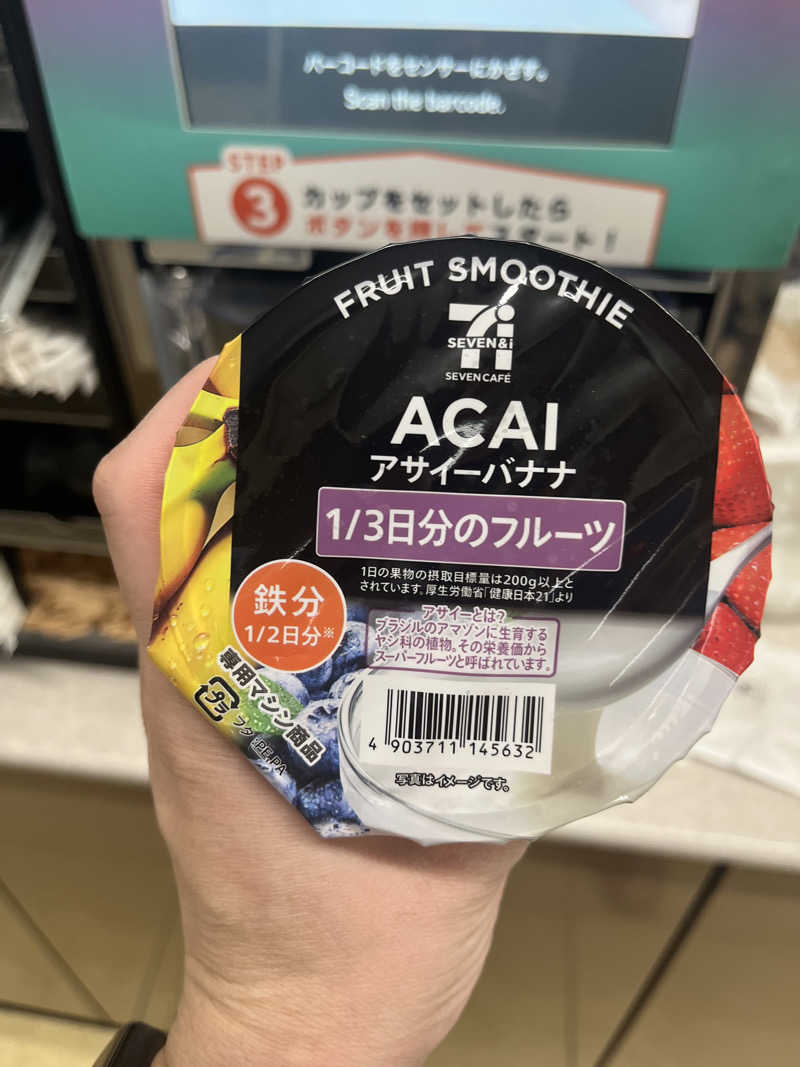 バーコードをセンサーにかざす。
Scan the barcode.
STEP
3
カップをセットしたら
ボタンを押してスタート！
FRUIT SMOOTHIE
SEVEN&i
SEVEN CAFÉ
ACAI
アサイーバナナ
1/3日分のフルーツ
1日の果物の摂取目標量は200g以上と
されています。厚生労働省「健康日本21」より
鉄分
1/2日分※
アサイーとは?
ブラジルのアマゾンに生育する
ヤシ科の植物。その栄養価から
スーパーフルーツと呼ばれています。
専用マシン商品
プラ
フタ:PE,PA
4 903711 145632
写真はイメージです。